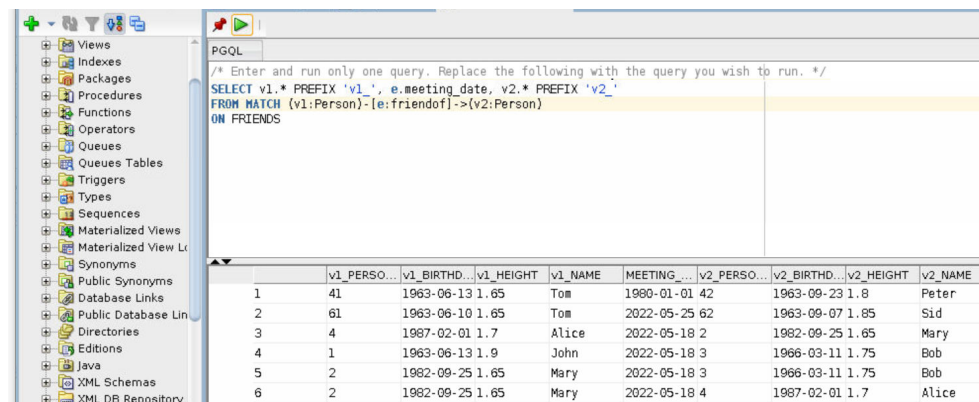 Views
Indexes
Packages
Procedures
Functions
Operators
Queues
Queues Tables
Triggers
Types
Sequences
Materialized Views
Materialized View Lo
Synonyms
Public Synonyms
Database Links
Public Database Lin
Directories
Editions
Java
XML Schemas
XML DB Repository
PGQL
/* Enter and run only one query. Replace the following with the query you wish to run. */
SELECT v1.* PREFIX 'v1_', e.meeting_date, v2.* PREFIX 'v2_'
FROM MATCH (v1:Person)-[e:friendof]->(v2:Person)
ON FRIENDS
v1_PERSO... v1_BIRTHD... v1_HEIGHT v1_NAME MEETING_... v2_PERSO... v2_BIRTHD... v2_HEIGHT v2_NAME
1 41 1963-06-13 1.65 Tom 1980-01-01 42 1963-09-23 1.8 Peter
2 61 1963-06-10 1.65 Tom 2022-05-25 62 1963-09-07 1.85 Sid
3 4 1987-02-01 1.7 Alice 2022-05-18 2 1982-09-25 1.65 Mary
4 1 1963-06-13 1.9 John 2022-05-18 3 1966-03-11 1.75 Bob
5 2 1982-09-25 1.65 Mary 2022-05-18 3 1966-03-11 1.75 Bob
6 2 1982-09-25 1.65 Mary 2022-05-18 4 1987-02-01 1.7 Alice